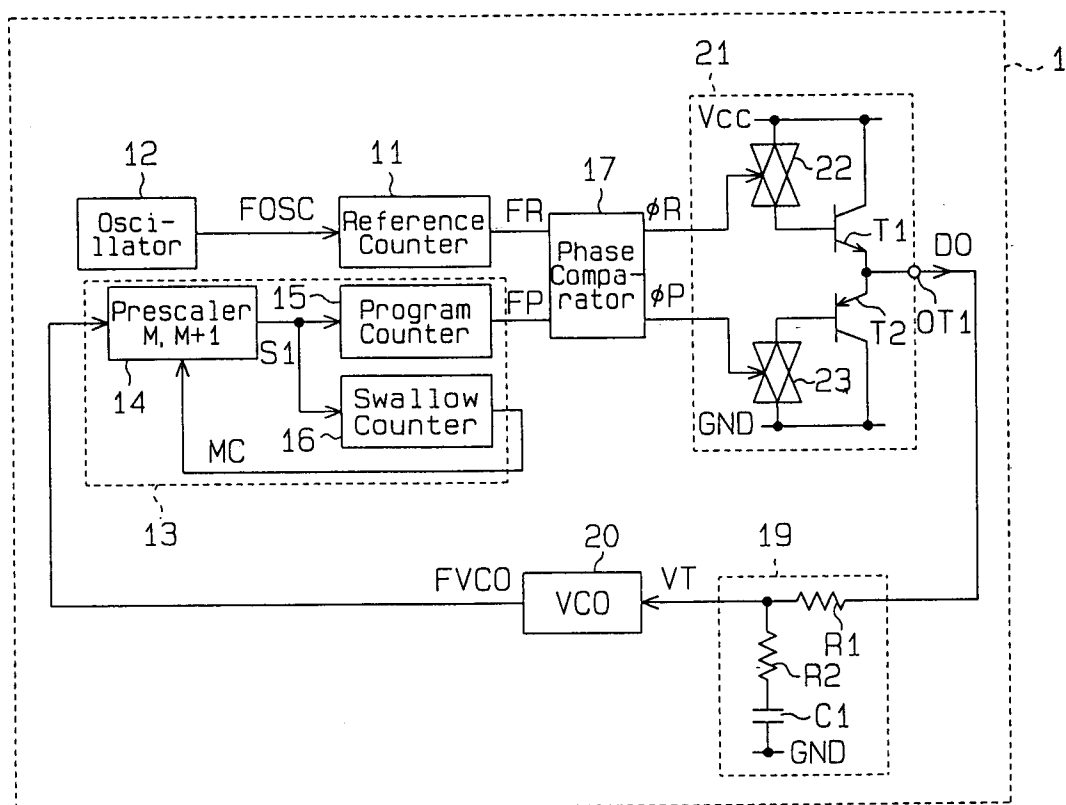 1
21
Vcc
22
12
11
17
Osci-
llator
FOSC
Reference
Counter
FR
Phase
Compa-
rator
φR
T1
DO
Prescaler
M, M+1
14
S1
15
Program
Counter
FP
φP
T2
OT1
23
16
Swallow
Counter
MC
GND
13
20
19
FVCO
VCO
VT
R1
R2
C1
GND